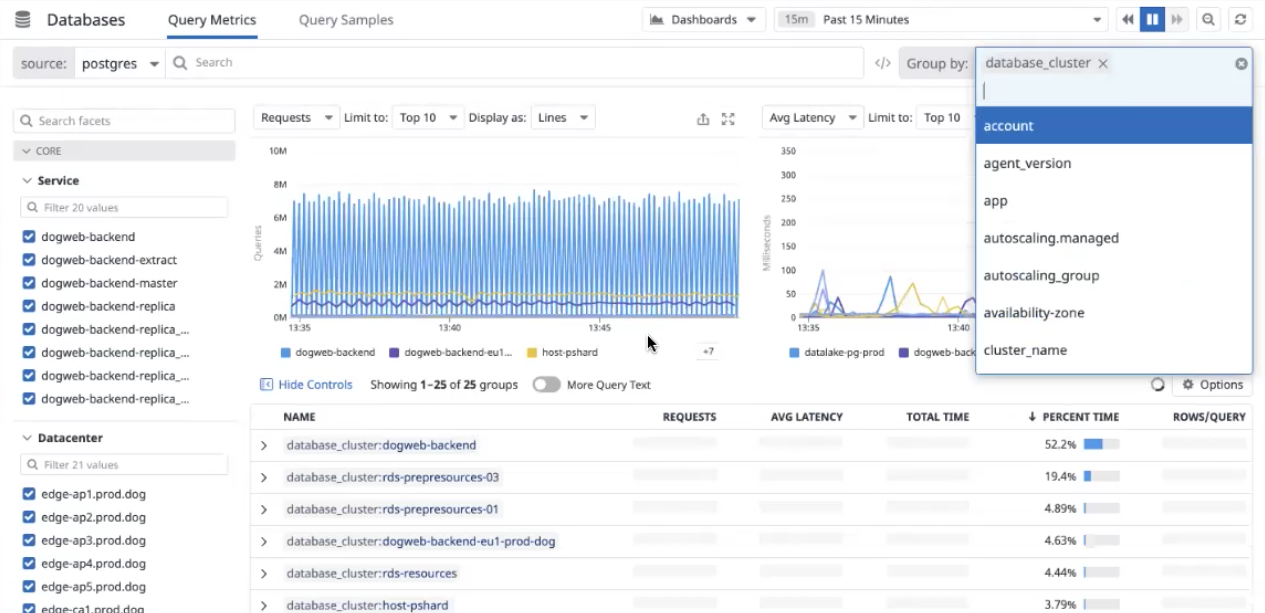 Databases Query Metrics Query Samples Dashboards 15m Past 15 Minutes
source: postgres Search </> Group by: database_cluster ×
account
agent_version
app
autoscaling.managed
autoscaling_group
availability-zone
cluster_name
Search facets
CORE
Service
Filter 20 values
dogweb-backend
dogweb-backend-extract
dogweb-backend-master
dogweb-backend-replica
dogweb-backend-replica_...
dogweb-backend-replica_...
dogweb-backend-replica_...
dogweb-backend-replica_...
Datacenter
Filter 21 values
edge-ap1.prod.dog
edge-ap2.prod.dog
edge-ap3.prod.dog
edge-ap4.prod.dog
edge-ap5.prod.dog
edge-ca1.prod.dog
Requests Limit to: Top 10 Display as: Lines
10M
8M
6M
4M
2M
0M
Queries
13:35 13:40 13:45
dogweb-backend dogweb-backend-eu1... host-pshard +7
Avg Latency Limit to: Top 10
350
300
250
200
150
100
50
0
Milliseconds
13:35 13:40
datalake-pg-prod dogweb-back
Hide Controls Showing 1–25 of 25 groups More Query Text Options
NAME REQUESTS AVG LATENCY TOTAL TIME ↓ PERCENT TIME ROWS/QUERY
database_cluster:dogweb-backend 52.2%
database_cluster:rds-prepresources-03 19.4%
database_cluster:rds-prepresources-01 4.89%
database_cluster:dogweb-backend-eu1-prod-dog 4.63%
database_cluster:rds-resources 4.44%
database_cluster:host-pshard 3.79%